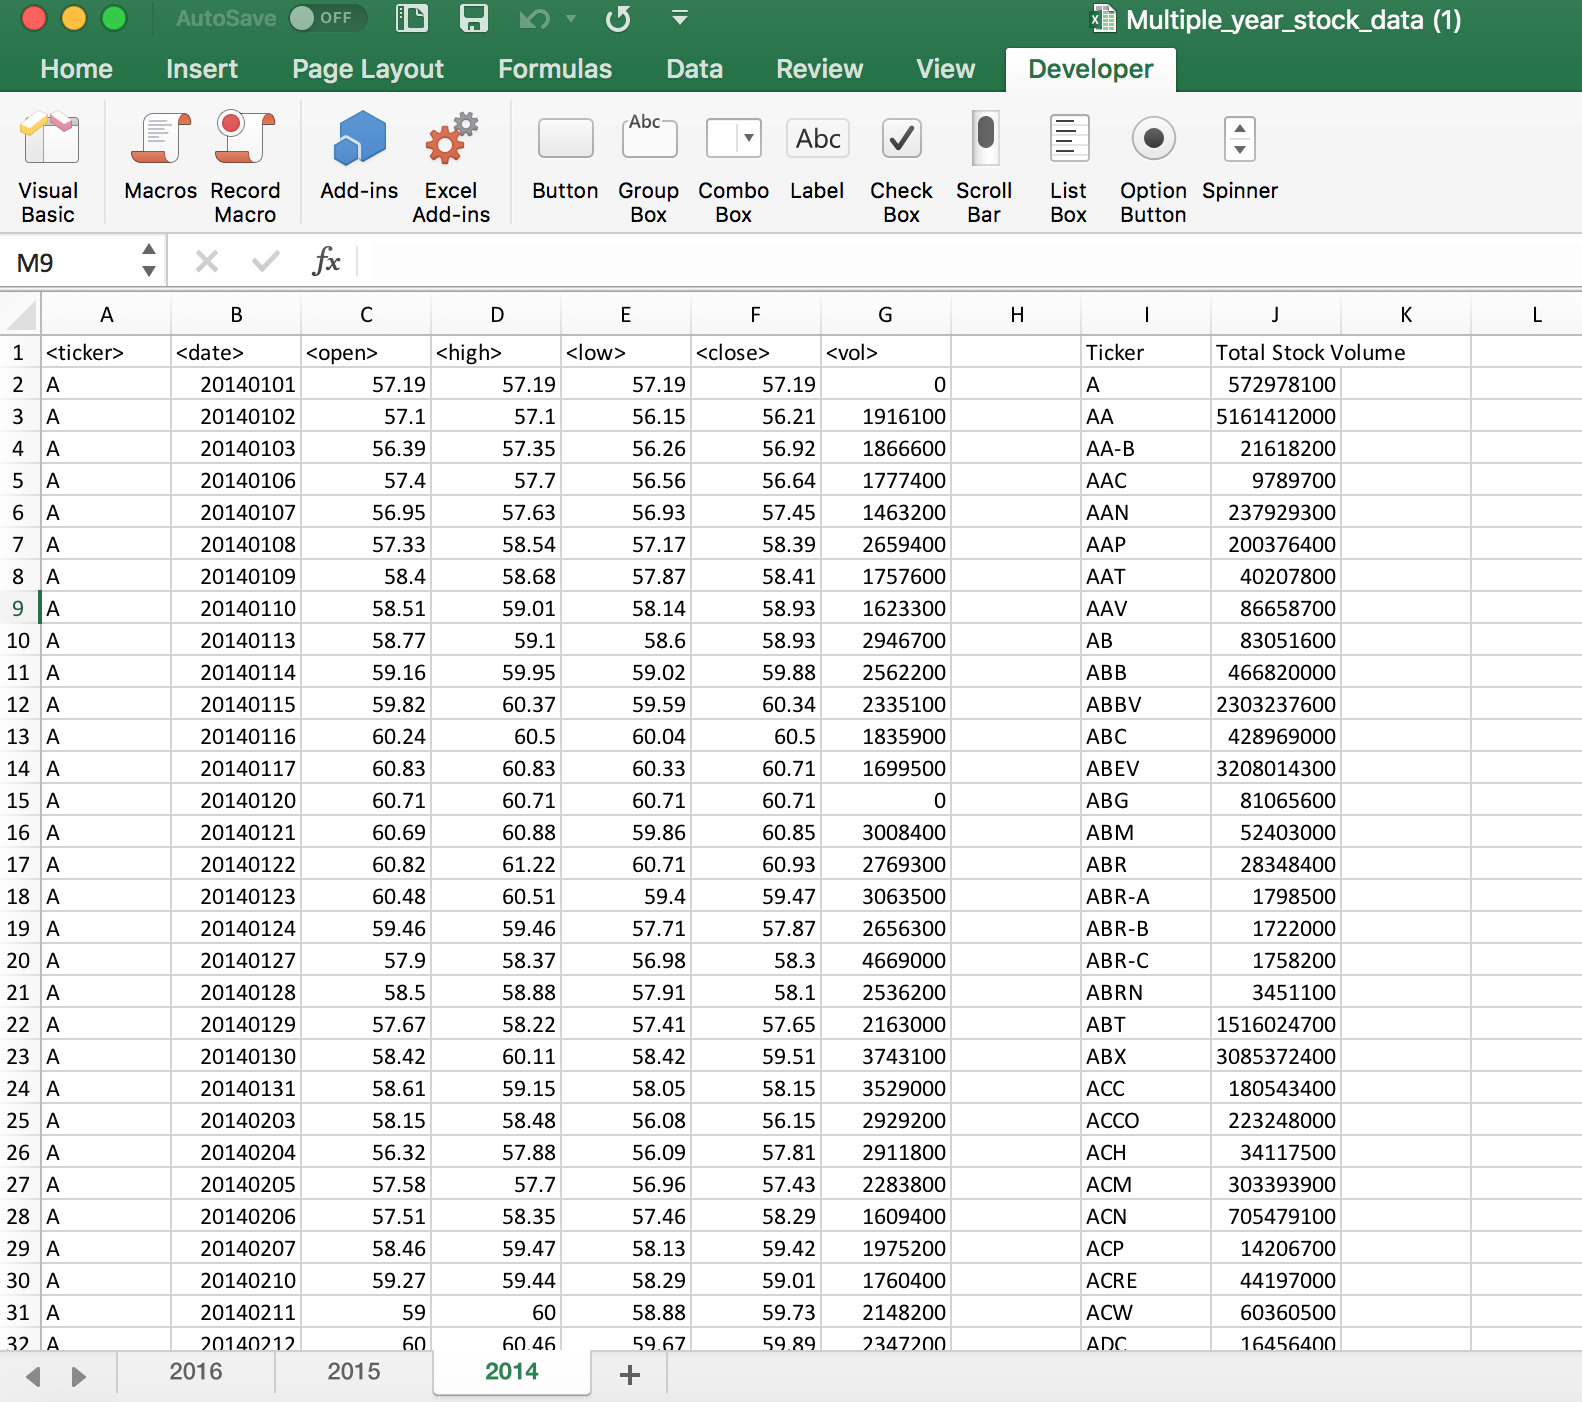 AutoSave OFF Multiple_year_stock_data (1)
Home Insert Page Layout Formulas Data Review View Developer
Visual Basic Macros Record Macro Add-ins Excel Add-ins Button Group Box Combo Box Label Check Box Scroll Bar List Box Option Button Spinner
Abc Abc
M9 fx
A B C D E F G H I J K L
1 <ticker> <date> <open> <high> <low> <close> <vol> Ticker Total Stock Volume
2 A 20140101 57.19 57.19 57.19 57.19 0 A 572978100
3 A 20140102 57.1 57.1 56.15 56.21 1916100 AA 5161412000
4 A 20140103 56.39 57.35 56.26 56.92 1866600 AA-B 21618200
5 A 20140106 57.4 57.7 56.56 56.64 1777400 AAC 9789700
6 A 20140107 56.95 57.63 56.93 57.45 1463200 AAN 237929300
7 A 20140108 57.33 58.54 57.17 58.39 2659400 AAP 200376400
8 A 20140109 58.4 58.68 57.87 58.41 1757600 AAT 40207800
9 A 20140110 58.51 59.01 58.14 58.93 1623300 AAV 86658700
10 A 20140113 58.77 59.1 58.6 58.93 2946700 AB 83051600
11 A 20140114 59.16 59.95 59.02 59.88 2562200 ABB 466820000
12 A 20140115 59.82 60.37 59.59 60.34 2335100 ABBV 2303237600
13 A 20140116 60.24 60.5 60.04 60.5 1835900 ABC 428969000
14 A 20140117 60.83 60.83 60.33 60.71 1699500 ABEV 3208014300
15 A 20140120 60.71 60.71 60.71 60.71 0 ABG 81065600
16 A 20140121 60.69 60.88 59.86 60.85 3008400 ABM 52403000
17 A 20140122 60.82 61.22 60.71 60.93 2769300 ABR 28348400
18 A 20140123 60.48 60.51 59.4 59.47 3063500 ABR-A 1798500
19 A 20140124 59.46 59.46 57.71 57.87 2656300 ABR-B 1722000
20 A 20140127 57.9 58.37 56.98 58.3 4669000 ABR-C 1758200
21 A 20140128 58.5 58.88 57.91 58.1 2536200 ABRN 3451100
22 A 20140129 57.67 58.22 57.41 57.65 2163000 ABT 1516024700
23 A 20140130 58.42 60.11 58.42 59.51 3743100 ABX 3085372400
24 A 20140131 58.61 59.15 58.05 58.15 3529000 ACC 180543400
25 A 20140203 58.15 58.48 56.08 56.15 2929200 ACCO 223248000
26 A 20140204 56.32 57.88 56.09 57.81 2911800 ACH 34117500
27 A 20140205 57.58 57.7 56.96 57.43 2283800 ACM 303393900
28 A 20140206 57.51 58.35 57.46 58.29 1609400 ACN 705479100
29 A 20140207 58.46 59.47 58.13 59.42 1975200 ACP 14206700
30 A 20140210 59.27 59.44 58.29 59.01 1760400 ACRE 44197000
31 A 20140211 59 60 58.88 59.73 2148200 ACW 60360500
32 A 20140212 60 60.46 59.67 59.89 2347200 ADC 16456400
2016 2015 2014